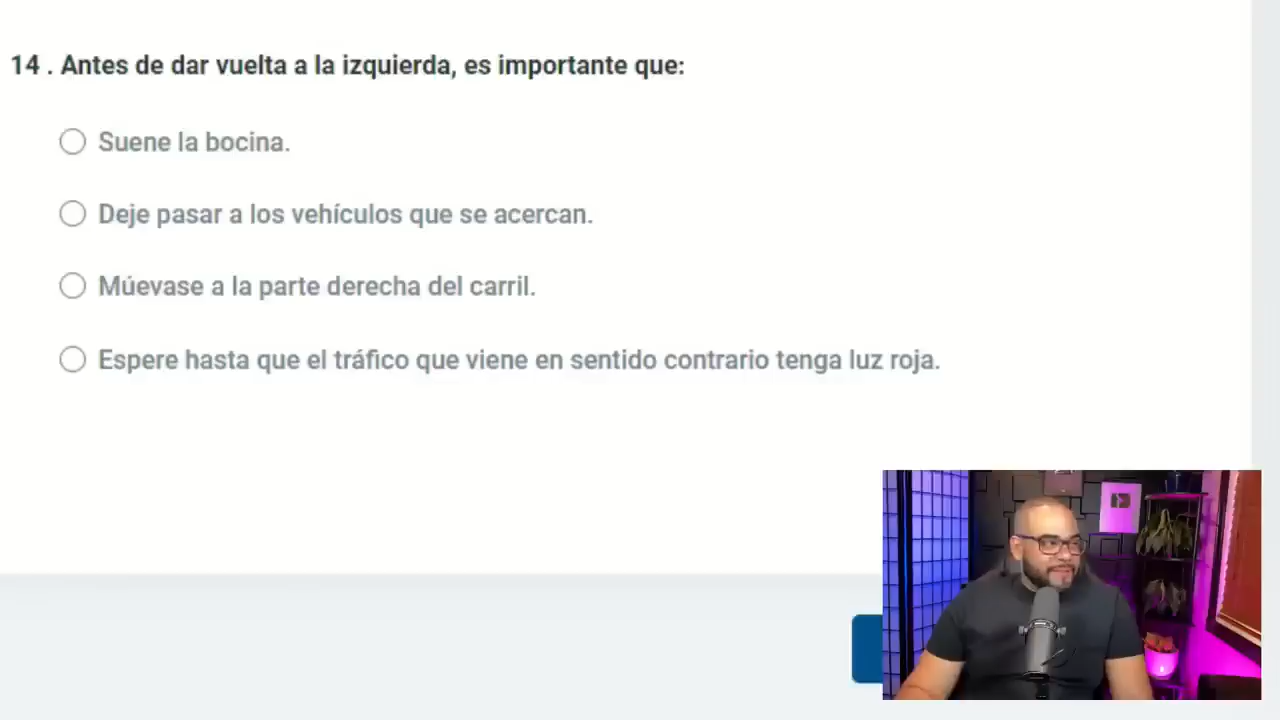 14 . Antes de dar vuelta a la izquierda, es importante que:
Suene la bocina.
Deje pasar a los vehículos que se acercan.
Múevase a la parte derecha del carril.
Espere hasta que el tráfico que viene en sentido contrario tenga luz roja.